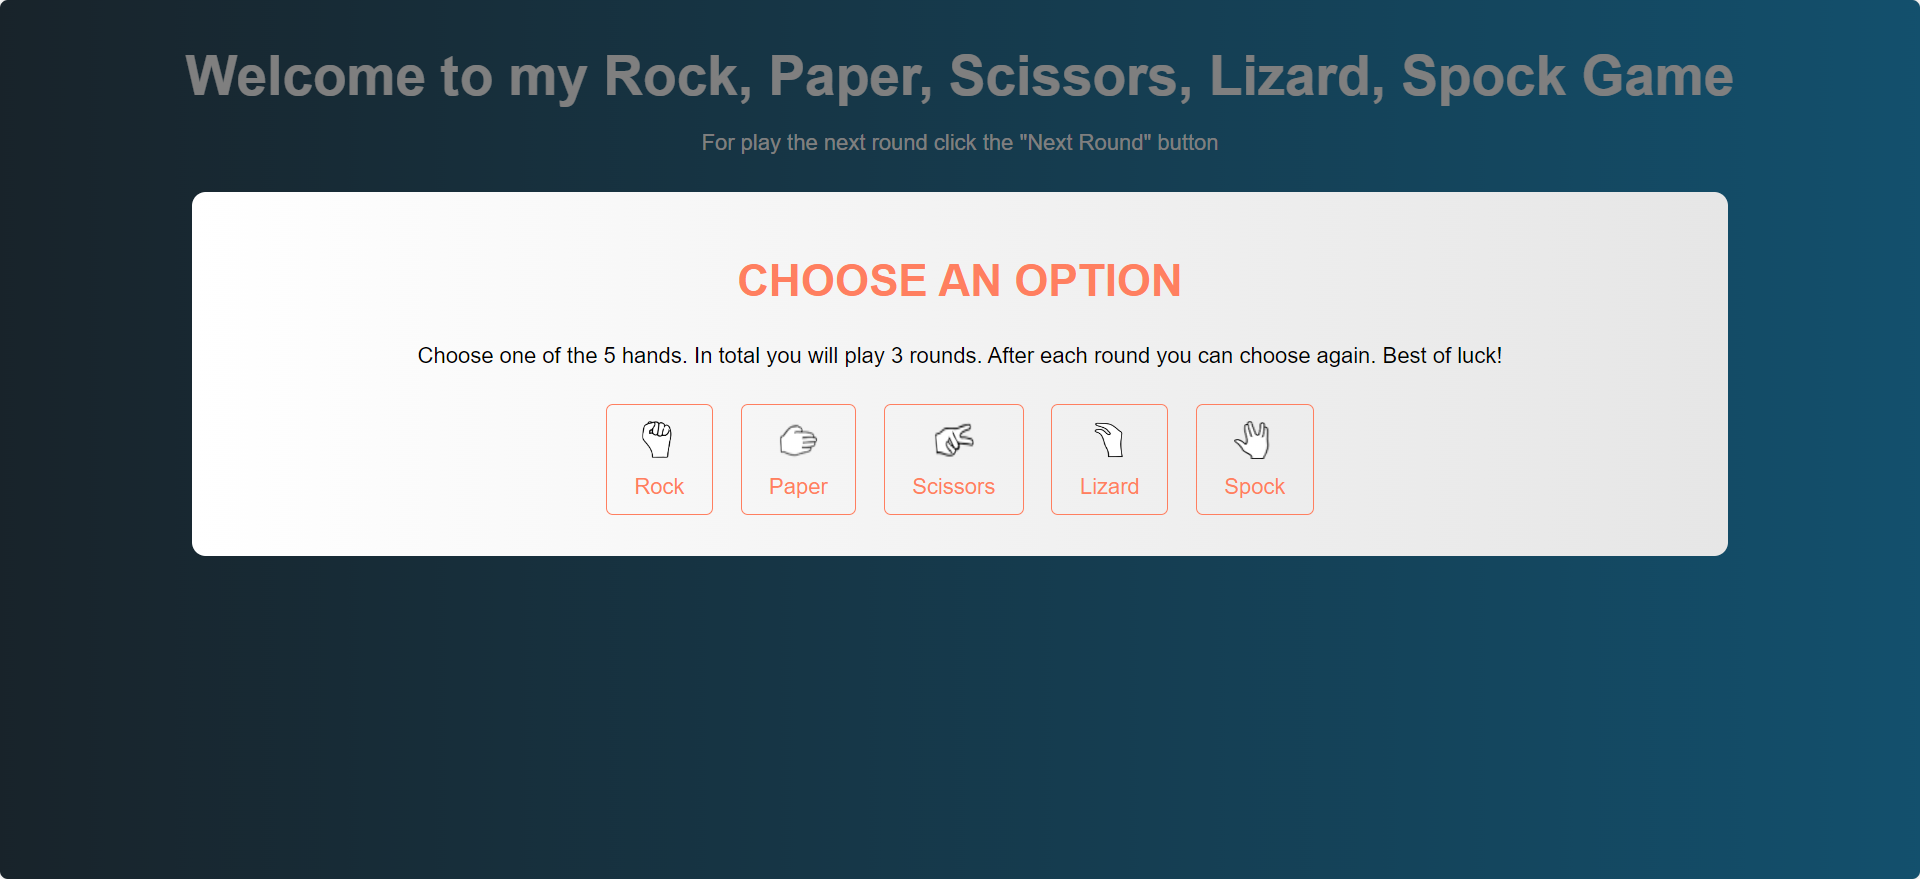 Welcome to my Rock, Paper, Scissors, Lizard, Spock Game
For play the next round click the "Next Round" button
CHOOSE AN OPTION
Choose one of the 5 hands. In total you will play 3 rounds. After each round you can choose again. Best of luck!
Rock
Paper
Scissors
Lizard
Spock